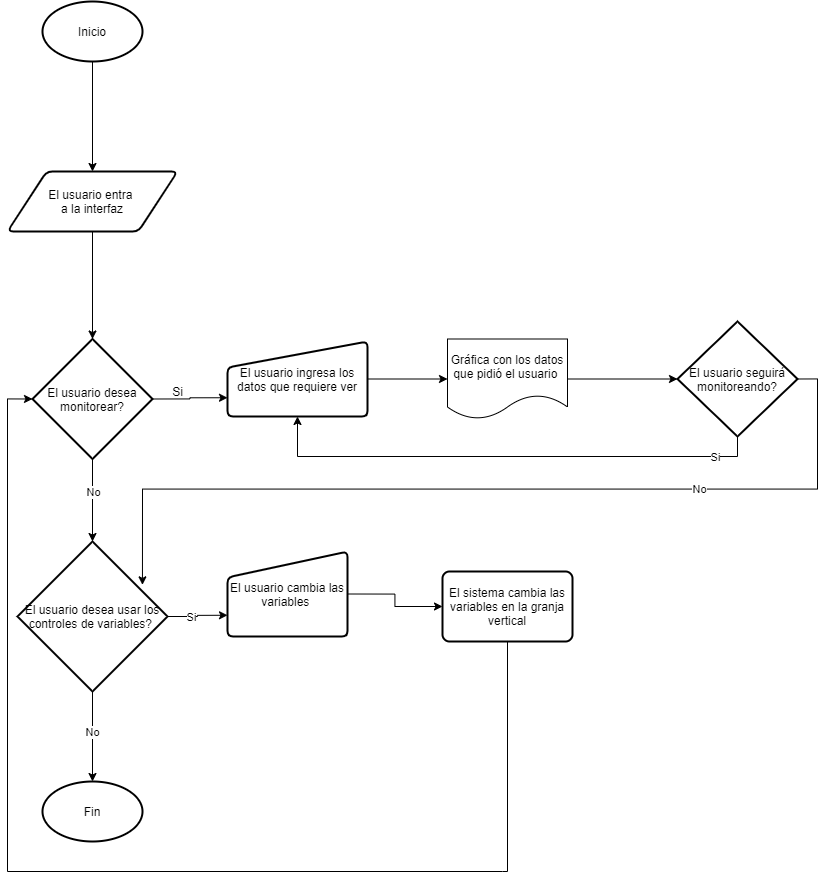 Inicio
El usuario entra
a la interfaz
El usuario desea
monitorear?
Si
El usuario ingresa los
datos que requiere ver
Gráfica con los datos
que pidió el usuario
El usuario seguirá
monitoreando?
Si
No
No
El usuario desea usar los
controles de variables?
Si
El usuario cambia las
variables
El sistema cambia las
variables en la granja
vertical
No
Fin